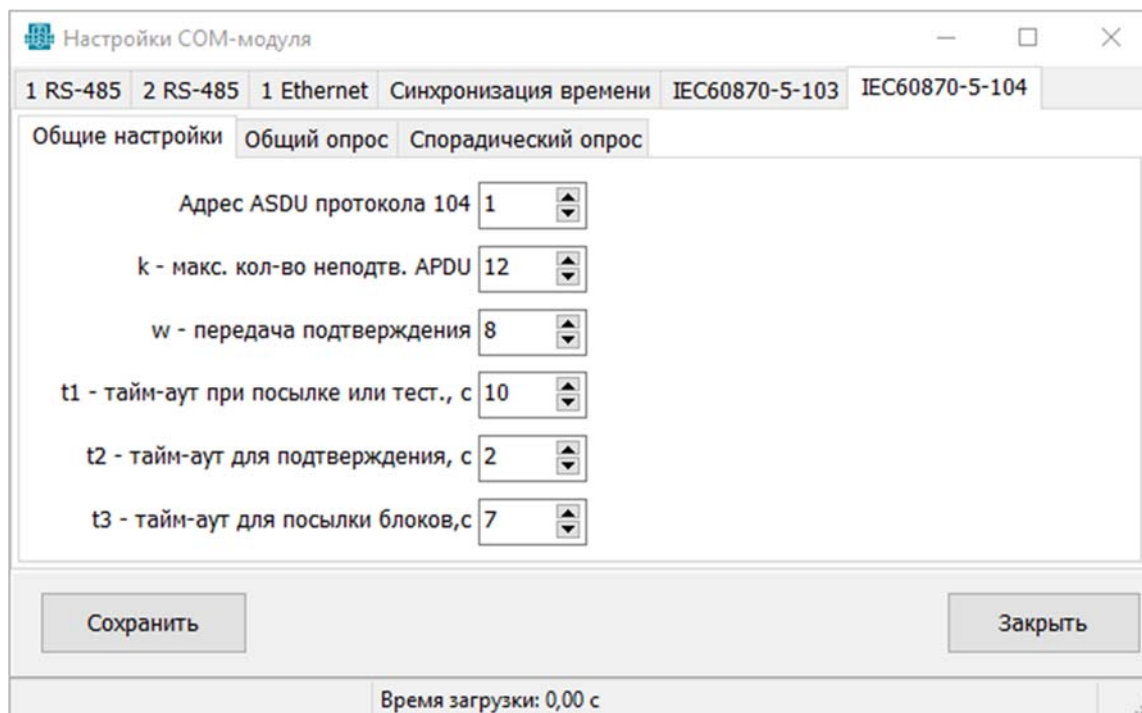 Настройки COM-модуля
1 RS-485 2 RS-485 1 Ethernet Синхронизация времени IEC60870-5-103 IEC60870-5-104
Общие настройки Общий опрос Спорадический опрос
Адрес ASDU протокола 104 1
k - макс. кол-во неподтв. APDU 12
w - передача подтверждения 8
t1 - тайм-аут при посылке или тест., с 10
t2 - тайм-аут для подтверждения, с 2
t3 - тайм-аут для посылки блоков,с 7
Сохранить Закрыть
Время загрузки: 0,00 с